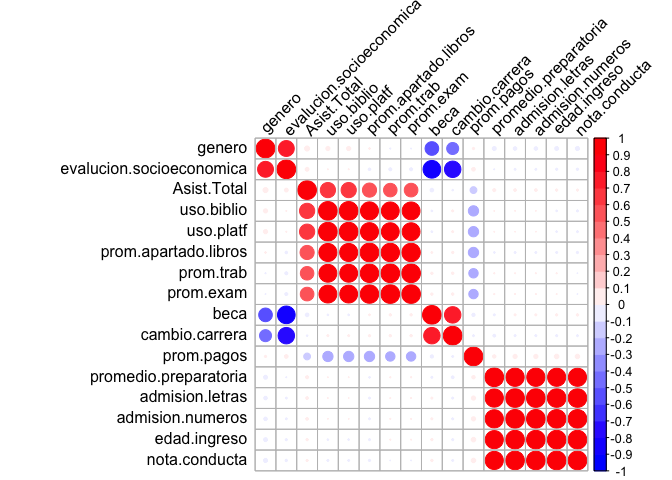 genero
evalucion.socioeconomica
Asist.Total
uso.biblio
uso.platf
prom.apartado.libros
prom.trab
prom.exam
beca
cambio.carrera
prom.pagos
promedio.preparatoria
admision.letras
admision.numeros
edad.ingreso
nota.conducta
genero
evalucion.socioeconomica
Asist.Total
uso.biblio
uso.platf
prom.apartado.libros
prom.trab
prom.exam
beca
cambio.carrera
prom.pagos
promedio.preparatoria
admision.letras
admision.numeros
edad.ingreso
nota.conducta
1
0.9
0.8
0.7
0.6
0.5
0.4
0.3
0.2
0.1
0
-0.1
-0.2
-0.3
-0.4
-0.5
-0.6
-0.7
-0.8
-0.9
-1